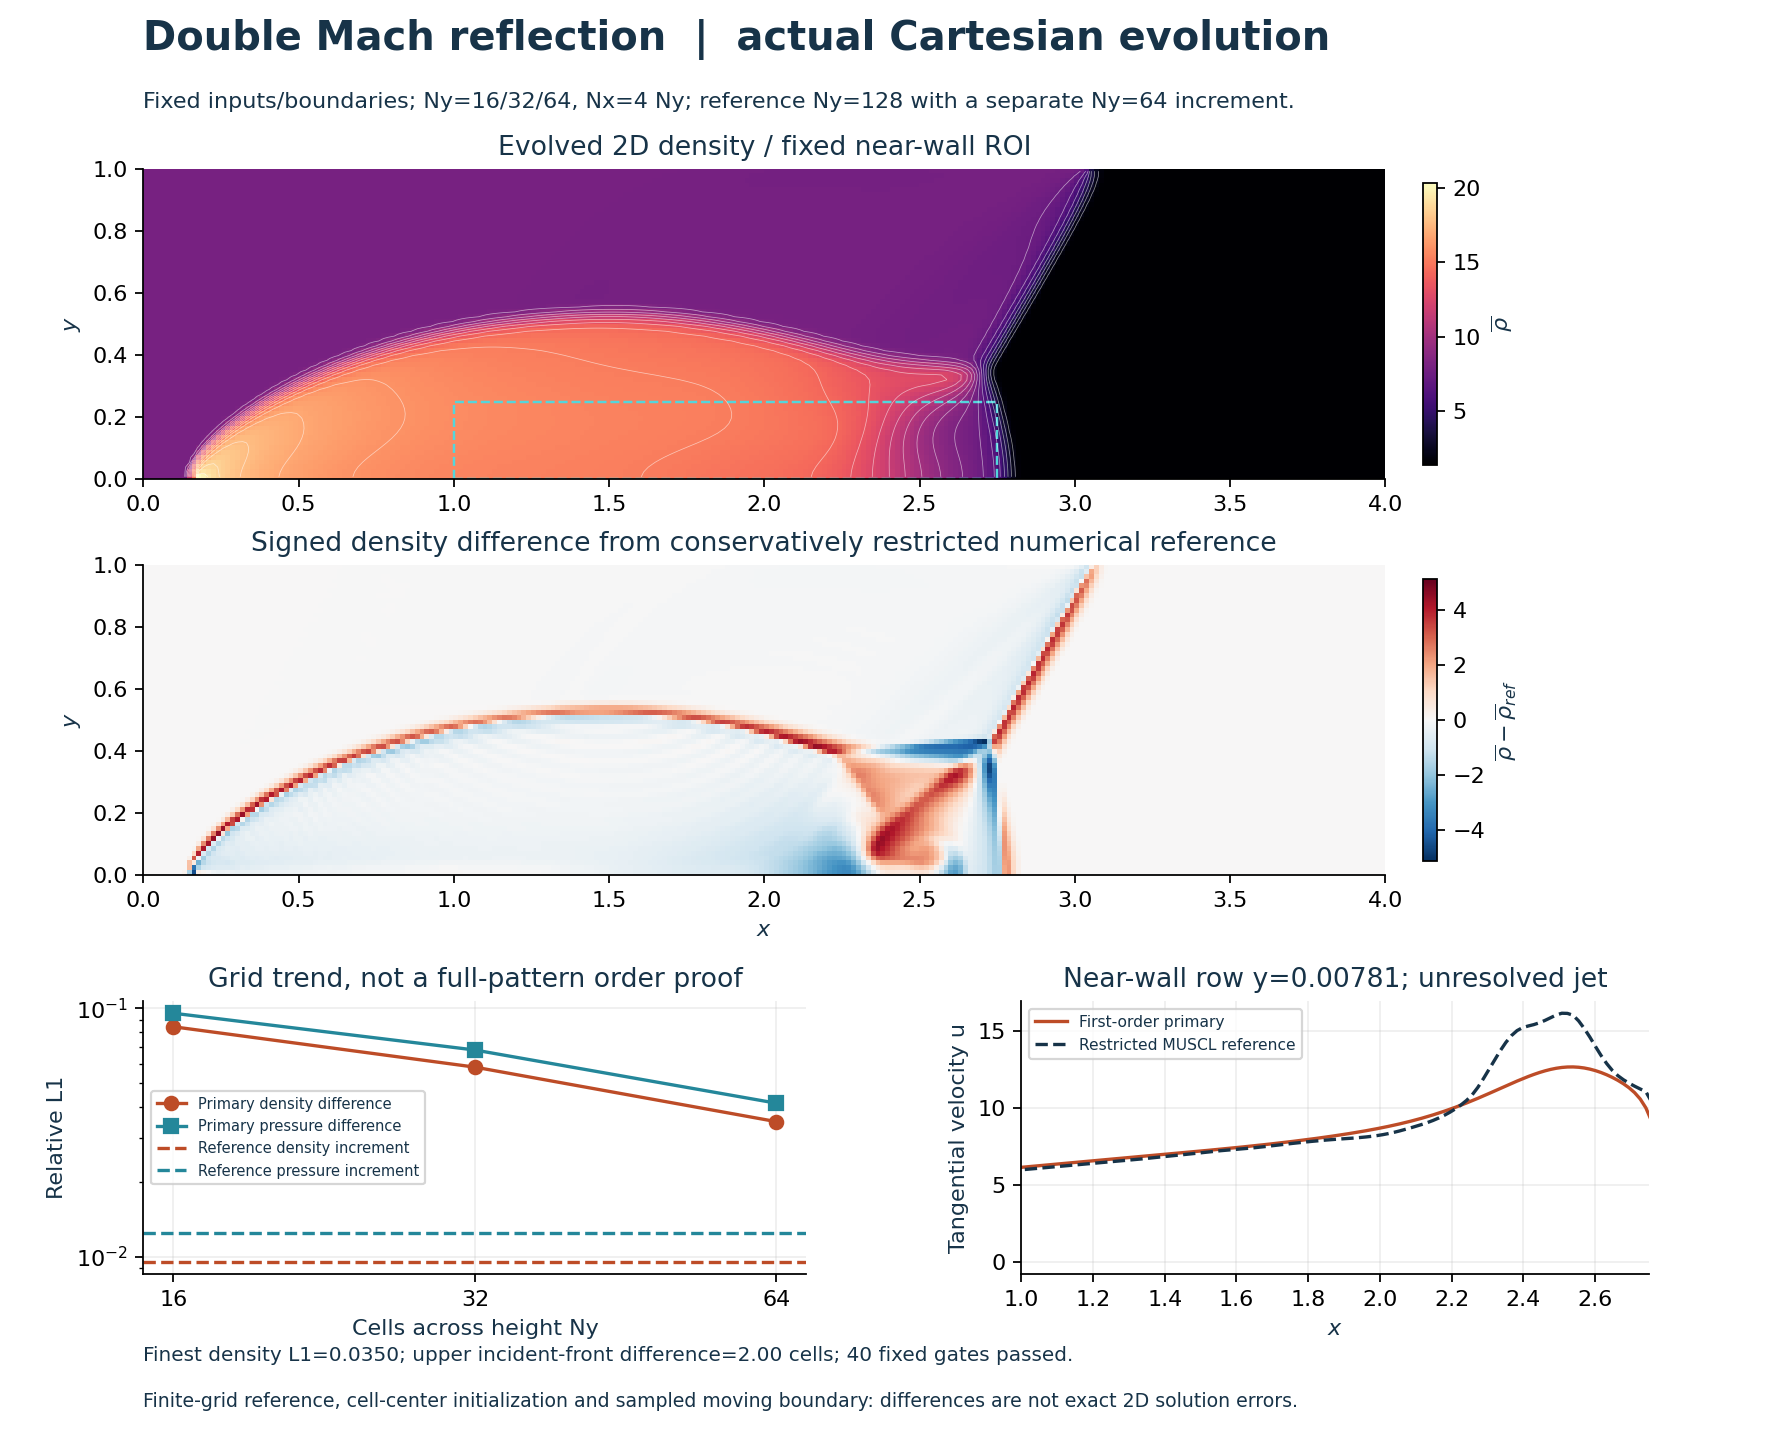 Double Mach reflection | actual Cartesian evolution
Fixed inputs/boundaries; Ny=16/32/64, Nx=4 Ny; reference Ny=128 with a separate Ny=64 increment.
Evolved 2D density / fixed near-wall ROI
1.0
0.8
0.6
0.4
0.2
0.0
y
0.0 0.5 1.0 1.5 2.0 2.5 3.0 3.5 4.0
20
15
10
5
ρ̅
Signed density difference from conservatively restricted numerical reference
1.0
0.8
0.6
0.4
0.2
0.0
y
0.0 0.5 1.0 1.5 2.0 2.5 3.0 3.5 4.0
x
4
2
0
−2
−4
ρ̅ − ρ̅ref
Grid trend, not a full-pattern order proof
10⁻¹
10⁻²
Relative L1
Primary density difference
Primary pressure difference
Reference density increment
Reference pressure increment
16 32 64
Cells across height Ny
Near-wall row y=0.00781; unresolved jet
15
10
5
0
Tangential velocity u
First-order primary
Restricted MUSCL reference
1.0 1.2 1.4 1.6 1.8 2.0 2.2 2.4 2.6
x
Finest density L1=0.0350; upper incident-front difference=2.00 cells; 40 fixed gates passed.
Finite-grid reference, cell-center initialization and sampled moving boundary: differences are not exact 2D solution errors.